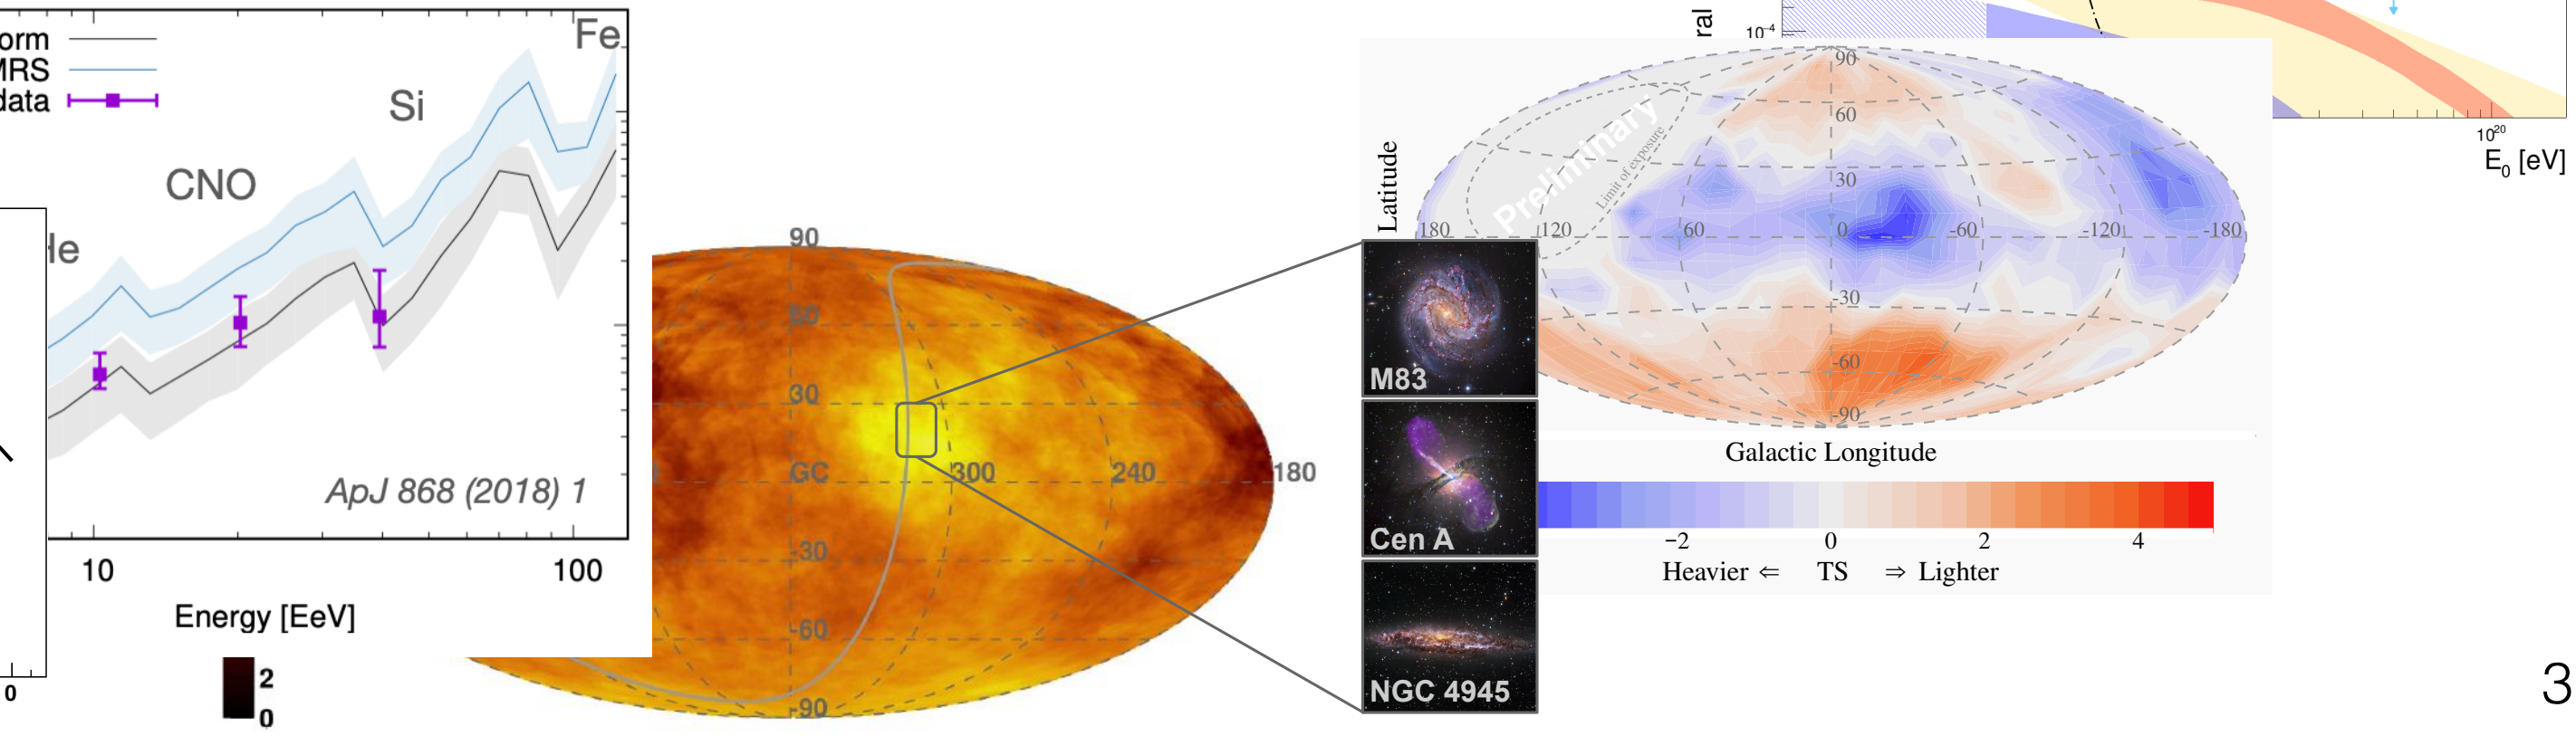 orm
MRS
data
Fe
Si
CNO
He
ApJ 868 (2018) 1
10
100
Energy [EeV]
0
2
0
90
60
30
GC
300
240
180
-30
-60
-90
M83
Cen A
NGC 4945
ral
10⁻⁴
Latitude
Preliminary
Limit of exposure
90
60
30
180
120
60
0
-60
-120
-180
-30
-60
-90
Galactic Longitude
−2
0
2
4
Heavier ⇐ TS ⇒ Lighter
10²⁰
E₀ [eV]
3